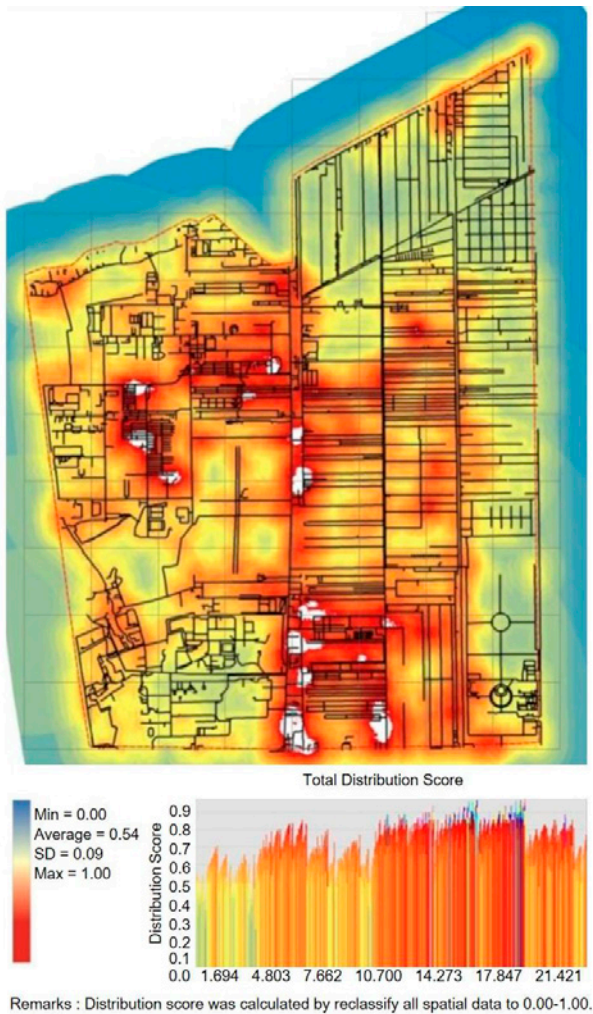 Total Distribution Score
Min = 0.00
Average = 0.54
SD = 0.09
Max = 1.00
Distribution Score
0.9
0.8
0.7
0.6
0.5
0.4
0.3
0.2
0.1
0.0 1.694 4.803 7.662 10.700 14.273 17.847 21.421
Remarks : Distribution score was calculated by reclassify all spatial data to 0.00-1.00.